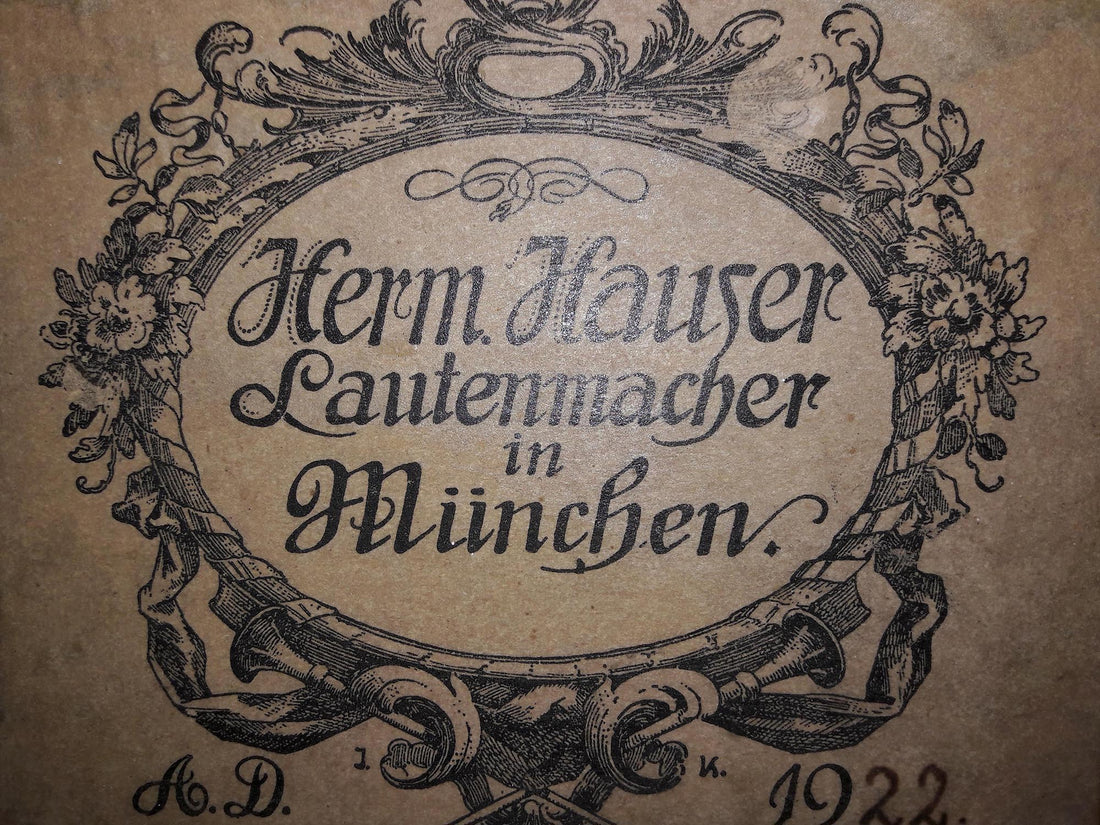 Herm. Hauser
Lautenmacher
in
München.
J. K.
A. D. 1922.